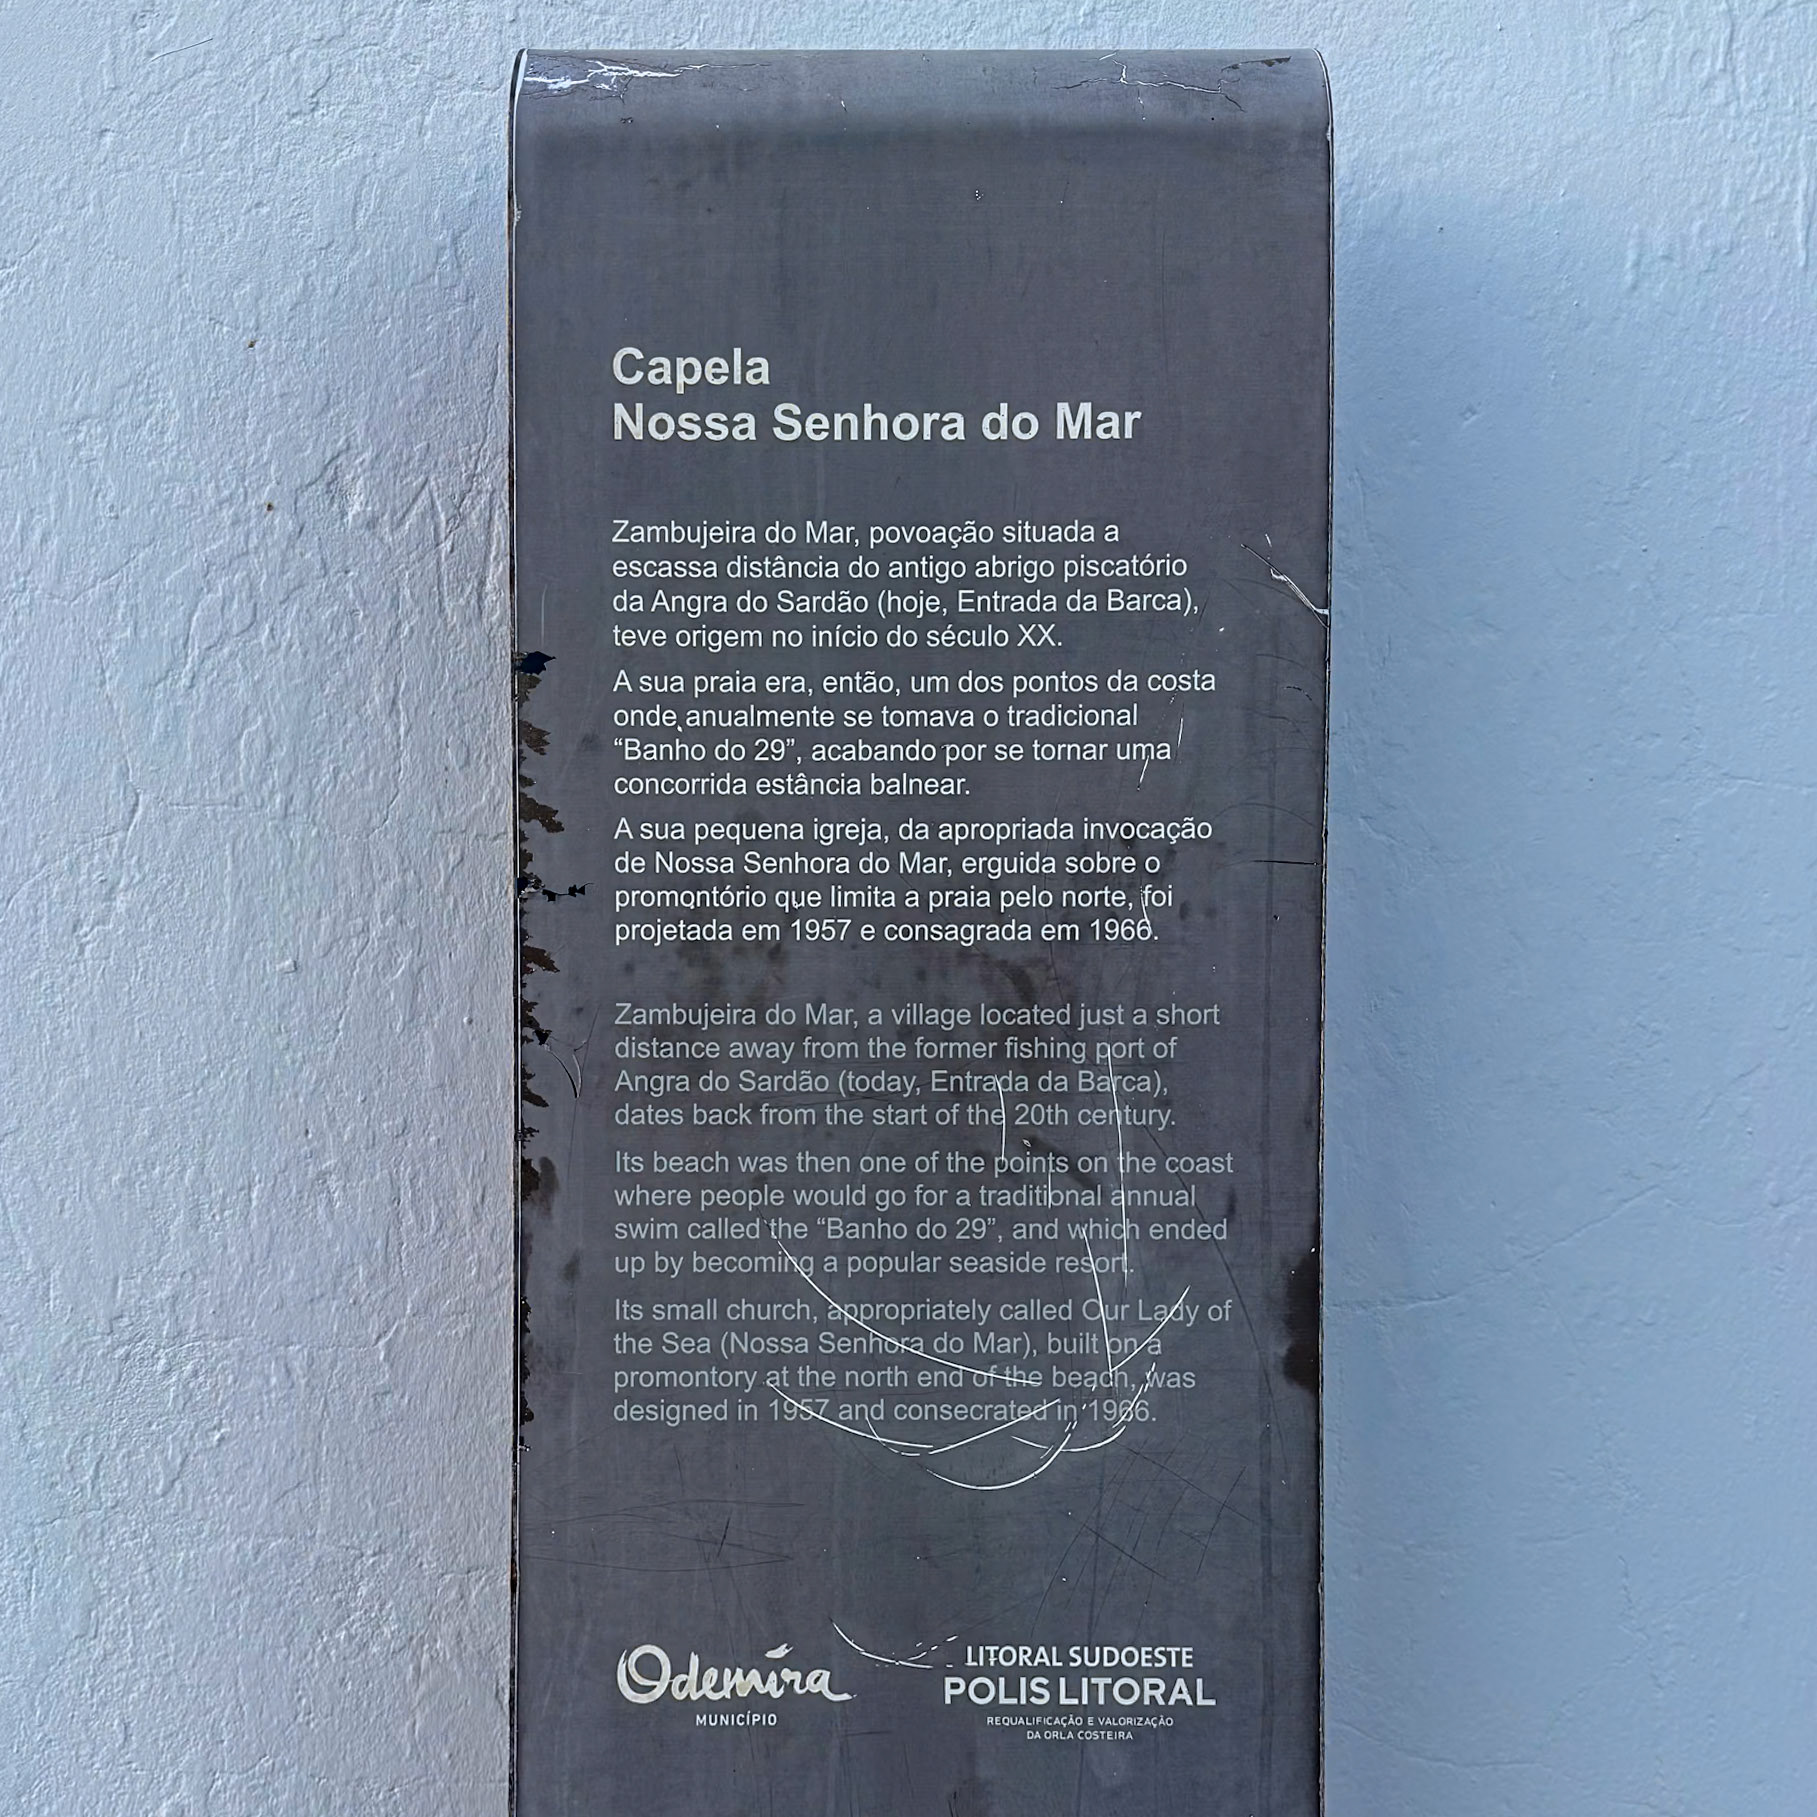 Capela
Nossa Senhora do Mar
Zambujeira do Mar, povoação situada a
escassa distância do antigo abrigo piscatório
da Angra do Sardão (hoje, Entrada da Barca),
teve origem no início do século XX.
A sua praia era, então, um dos pontos da costa
onde anualmente se tomava o tradicional
“Banho do 29”, acabando por se tornar uma
concorrida estância balnear.
A sua pequena igreja, da apropriada invocação
de Nossa Senhora do Mar, erguida sobre o
promontório que limita a praia pelo norte, foi
projetada em 1957 e consagrada em 1966.
Zambujeira do Mar, a village located just a short
distance away from the former fishing port of
Angra do Sardão (today, Entrada da Barca),
dates back from the start of the 20th century.
Its beach was then one of the points on the coast
where people would go for a traditional annual
swim called the “Banho do 29”, and which ended
up by becoming a popular seaside resort.
Its small church, appropriately called Our Lady of
the Sea (Nossa Senhora do Mar), built on a
promontory at the north end of the beach, was
designed in 1957 and consecrated in 1966.
Odemira
MUNICÍPIO
LITORAL SUDOESTE
POLIS LITORAL
REQUALIFICAÇÃO E VALORIZAÇÃO
DA ORLA COSTEIRA